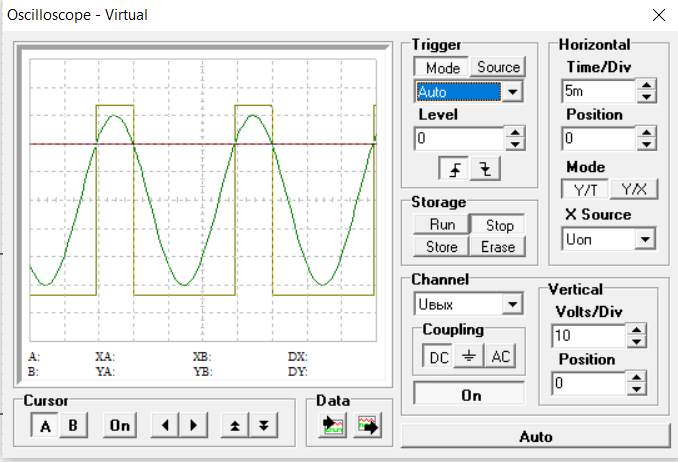 Oscilloscope - Virtual
Trigger
Mode Source
Auto
Level
0
Horizontal
Time/Div
5m
Position
0
Mode
Y/T Y/X
X Source
Uоп
Storage
Run Stop
Store Erase
Channel
Uвых
Coupling
DC AC
On
Vertical
Volts/Div
10
Position
0
Auto
A: XA: XB: DX:
B: YA: YB: DY:
Cursor
A B On
Data